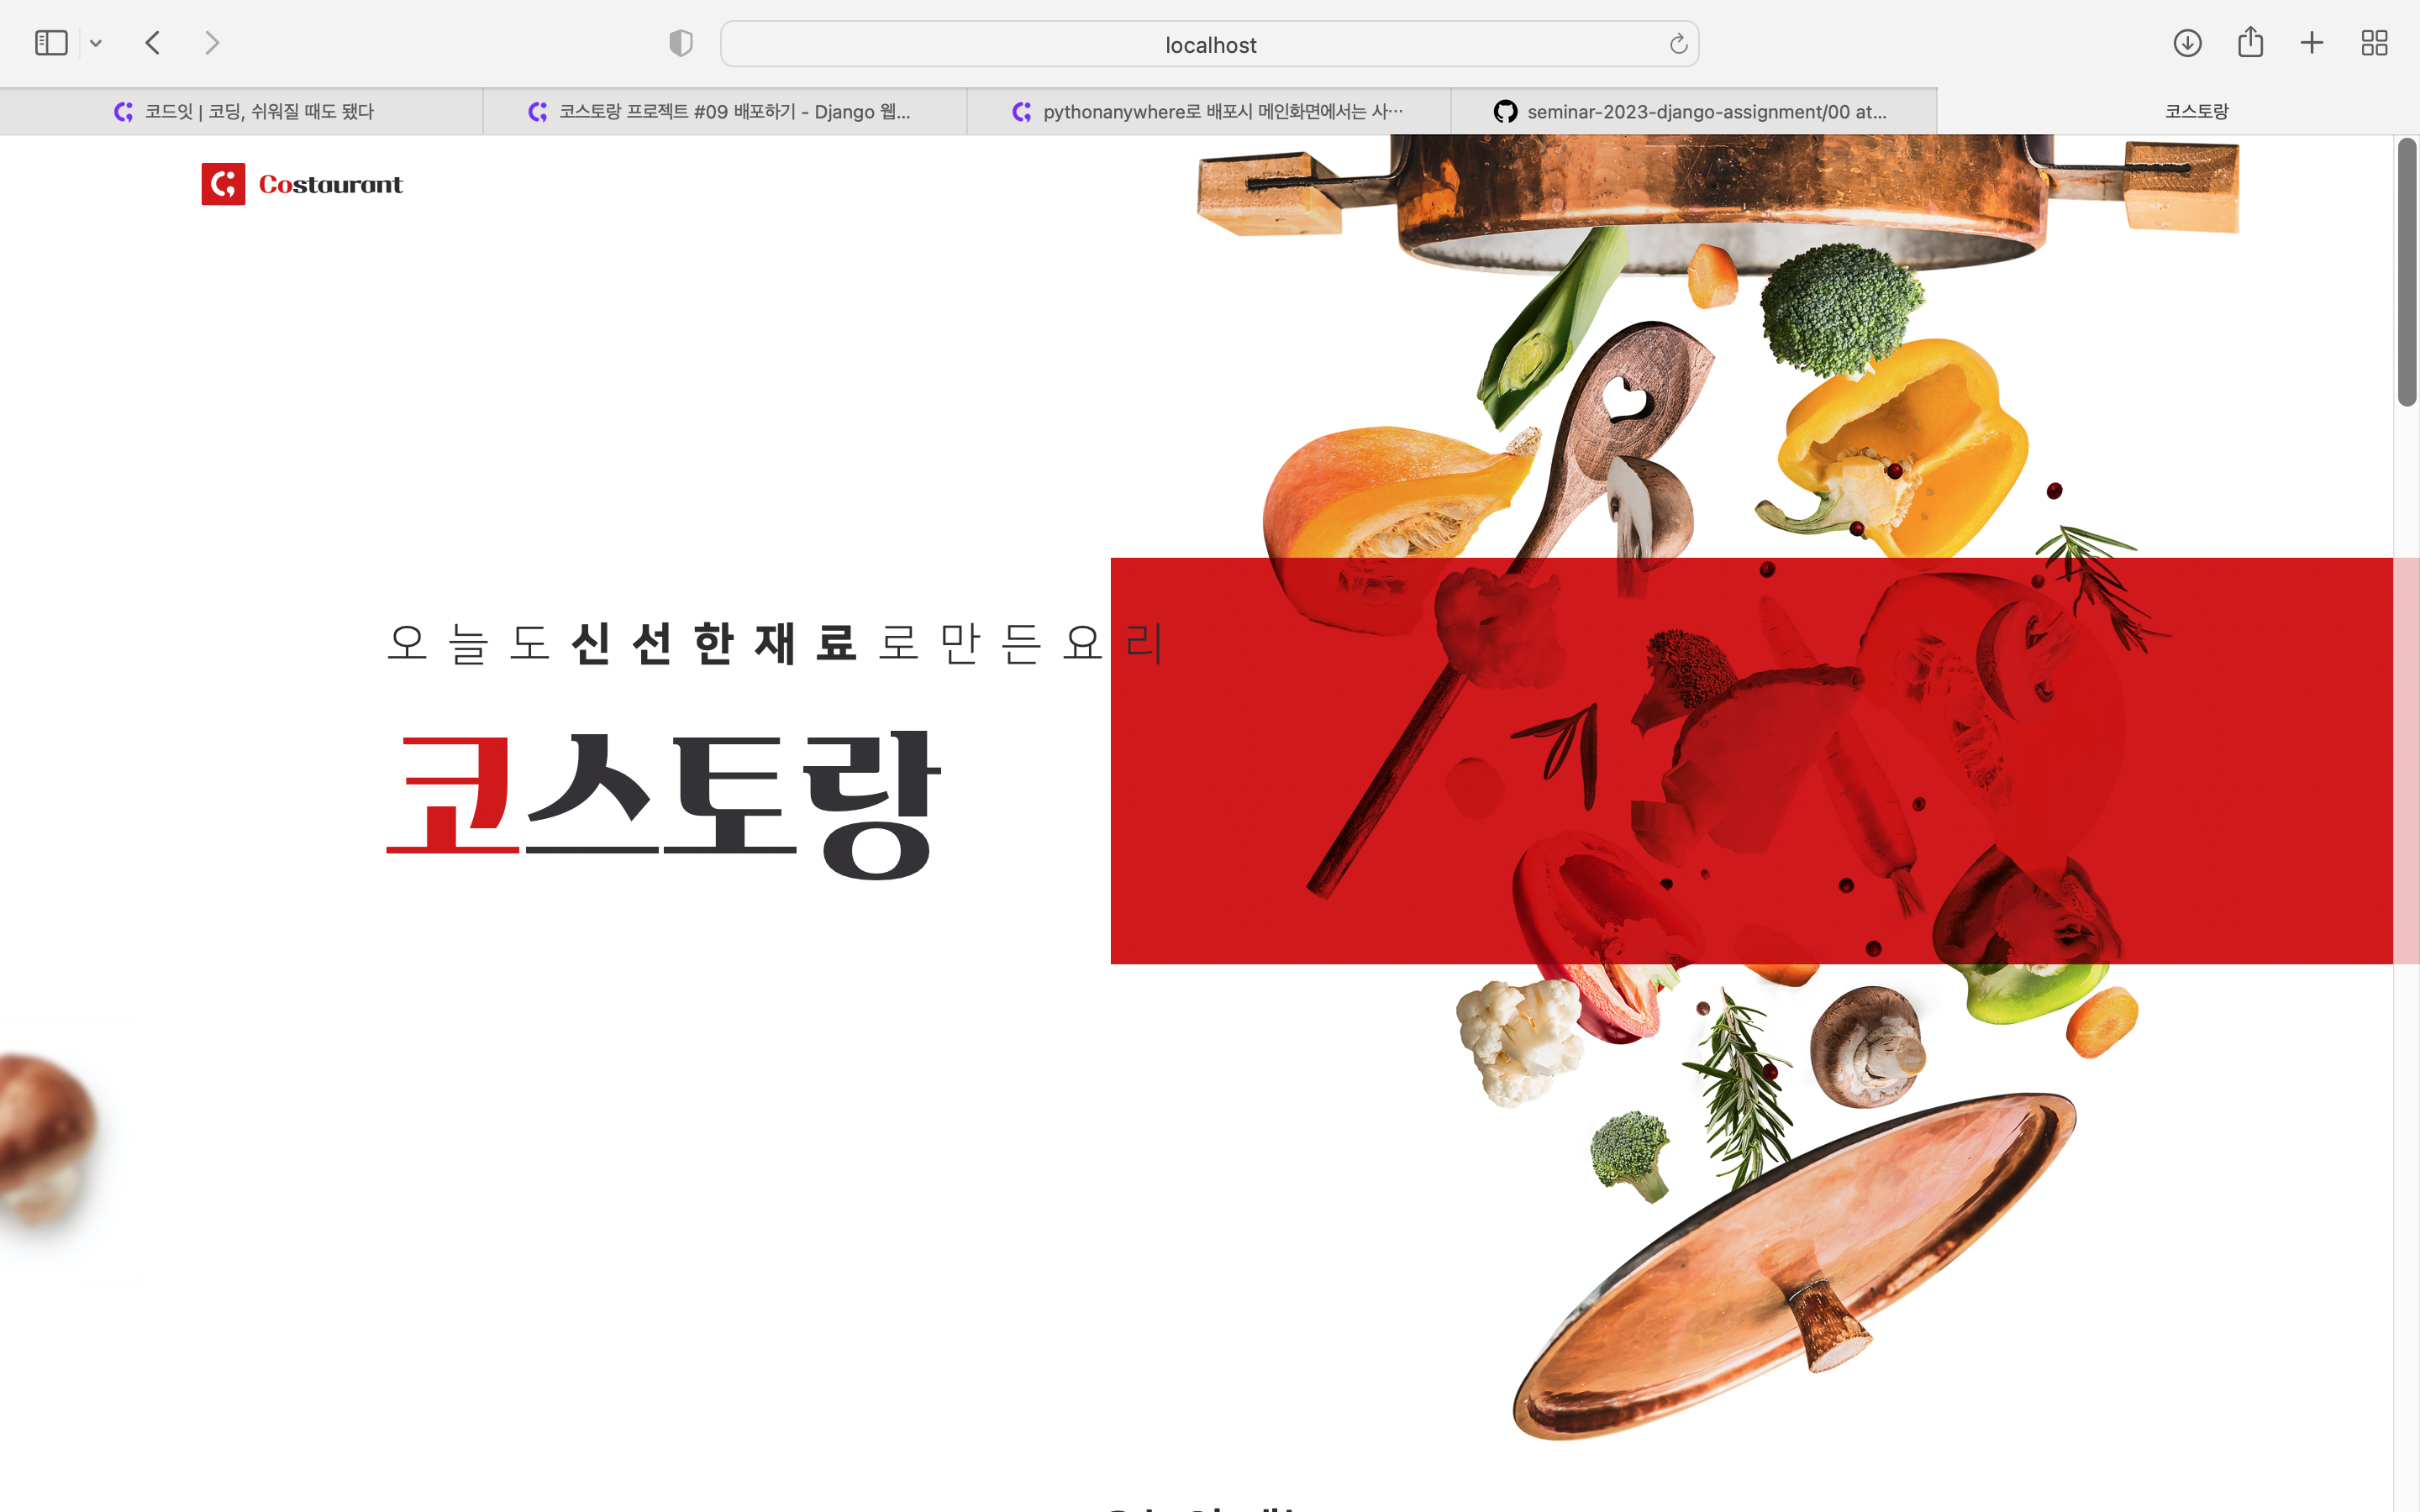 localhost
코드잇 | 코딩, 쉬워질 때도 됐다
코스토랑 프로젝트 #09 배포하기 - Django 웹...
pythonanywhere로 배포시 메인화면에서는 사...
seminar-2023-django-assignment/00 at...
코스토랑
Costaurant
오늘도신선한재료로만든요리
코스토랑